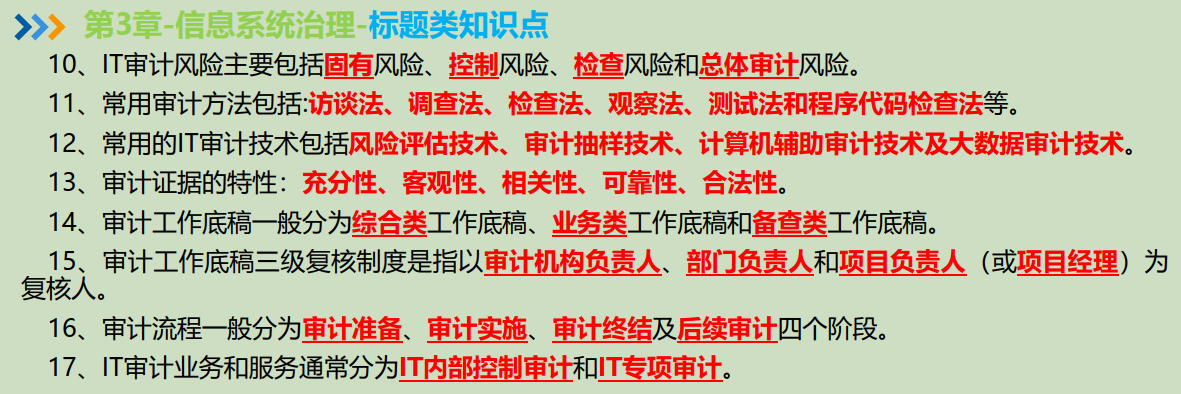 第3章-信息系统治理-标题类知识点
10、IT审计风险主要包括固有风险、控制风险、检查风险和总体审计风险。
11、常用审计方法包括:访谈法、调查法、检查法、观察法、测试法和程序代码检查法等。
12、常用的IT审计技术包括风险评估技术、审计抽样技术、计算机辅助审计技术及大数据审计技术。
13、审计证据的特性：充分性、客观性、相关性、可靠性、合法性。
14、审计工作底稿一般分为综合类工作底稿、业务类工作底稿和备查类工作底稿。
15、审计工作底稿三级复核制度是指以审计机构负责人、部门负责人和项目负责人（或项目经理）为
复核人。
16、审计流程一般分为审计准备、审计实施、审计终结及后续审计四个阶段。
17、IT审计业务和服务通常分为IT内部控制审计和IT专项审计。